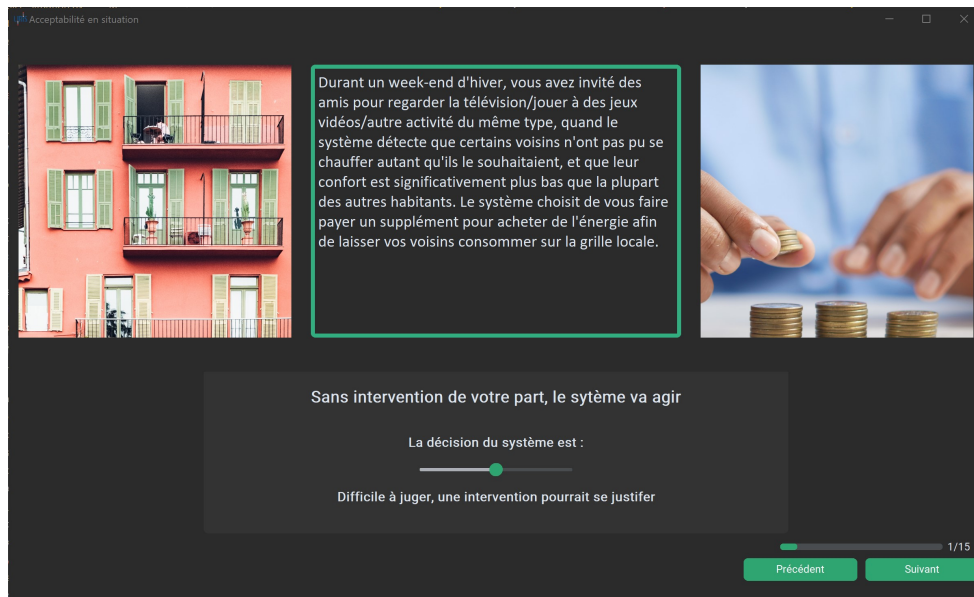 Acceptabilité en situation
Durant un week-end d'hiver, vous avez invité des
amis pour regarder la télévision/jouer à des jeux
vidéos/autre activité du même type, quand le
système détecte que certains voisins n'ont pas pu se
chauffer autant qu'ils le souhaitaient, et que leur
confort est significativement plus bas que la plupart
des autres habitants. Le système choisit de vous faire
payer un supplément pour acheter de l'énergie afin
de laisser vos voisins consommer sur la grille locale.
Sans intervention de votre part, le sytème va agir
La décision du système est :
Difficile à juger, une intervention pourrait se justifer
1/15
Précédent
Suivant